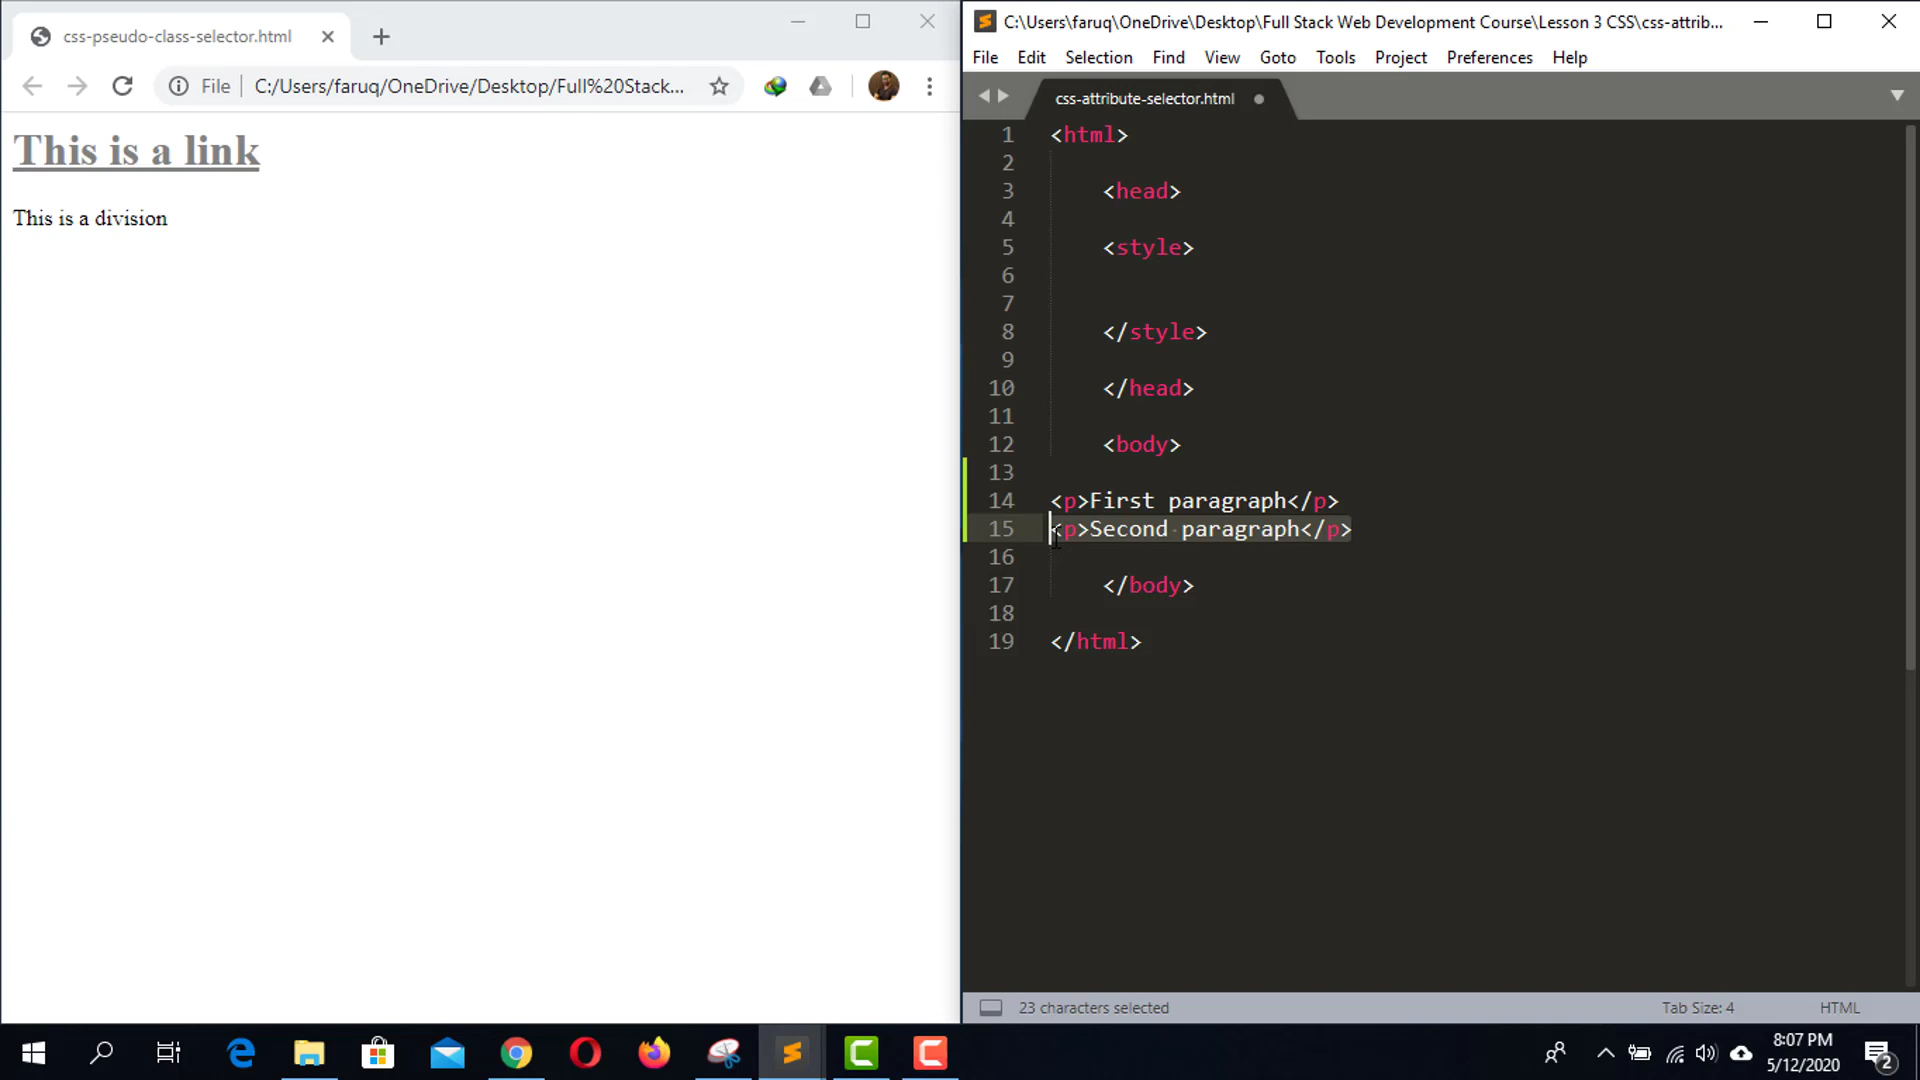 css-pseudo-class-selector.html
File
C:/Users/faruq/OneDrive/Desktop/Full%20Stack...
This is a link
This is a division
C:\Users\faruq\OneDrive\Desktop\Full Stack Web Development Course\Lesson 3 CSS\css-attrib...
File Edit Selection Find View Goto Tools Project Preferences Help
css-attribute-selector.html
1 <html>
2
3 <head>
4
5 <style>
6
7
8 </style>
9
10 </head>
11
12 <body>
13
14 <p>First paragraph</p>
15 <p>Second paragraph</p>
16
17 </body>
18
19 </html>
23 characters selected
Tab Size: 4
HTML
8:07 PM
5/12/2020
2